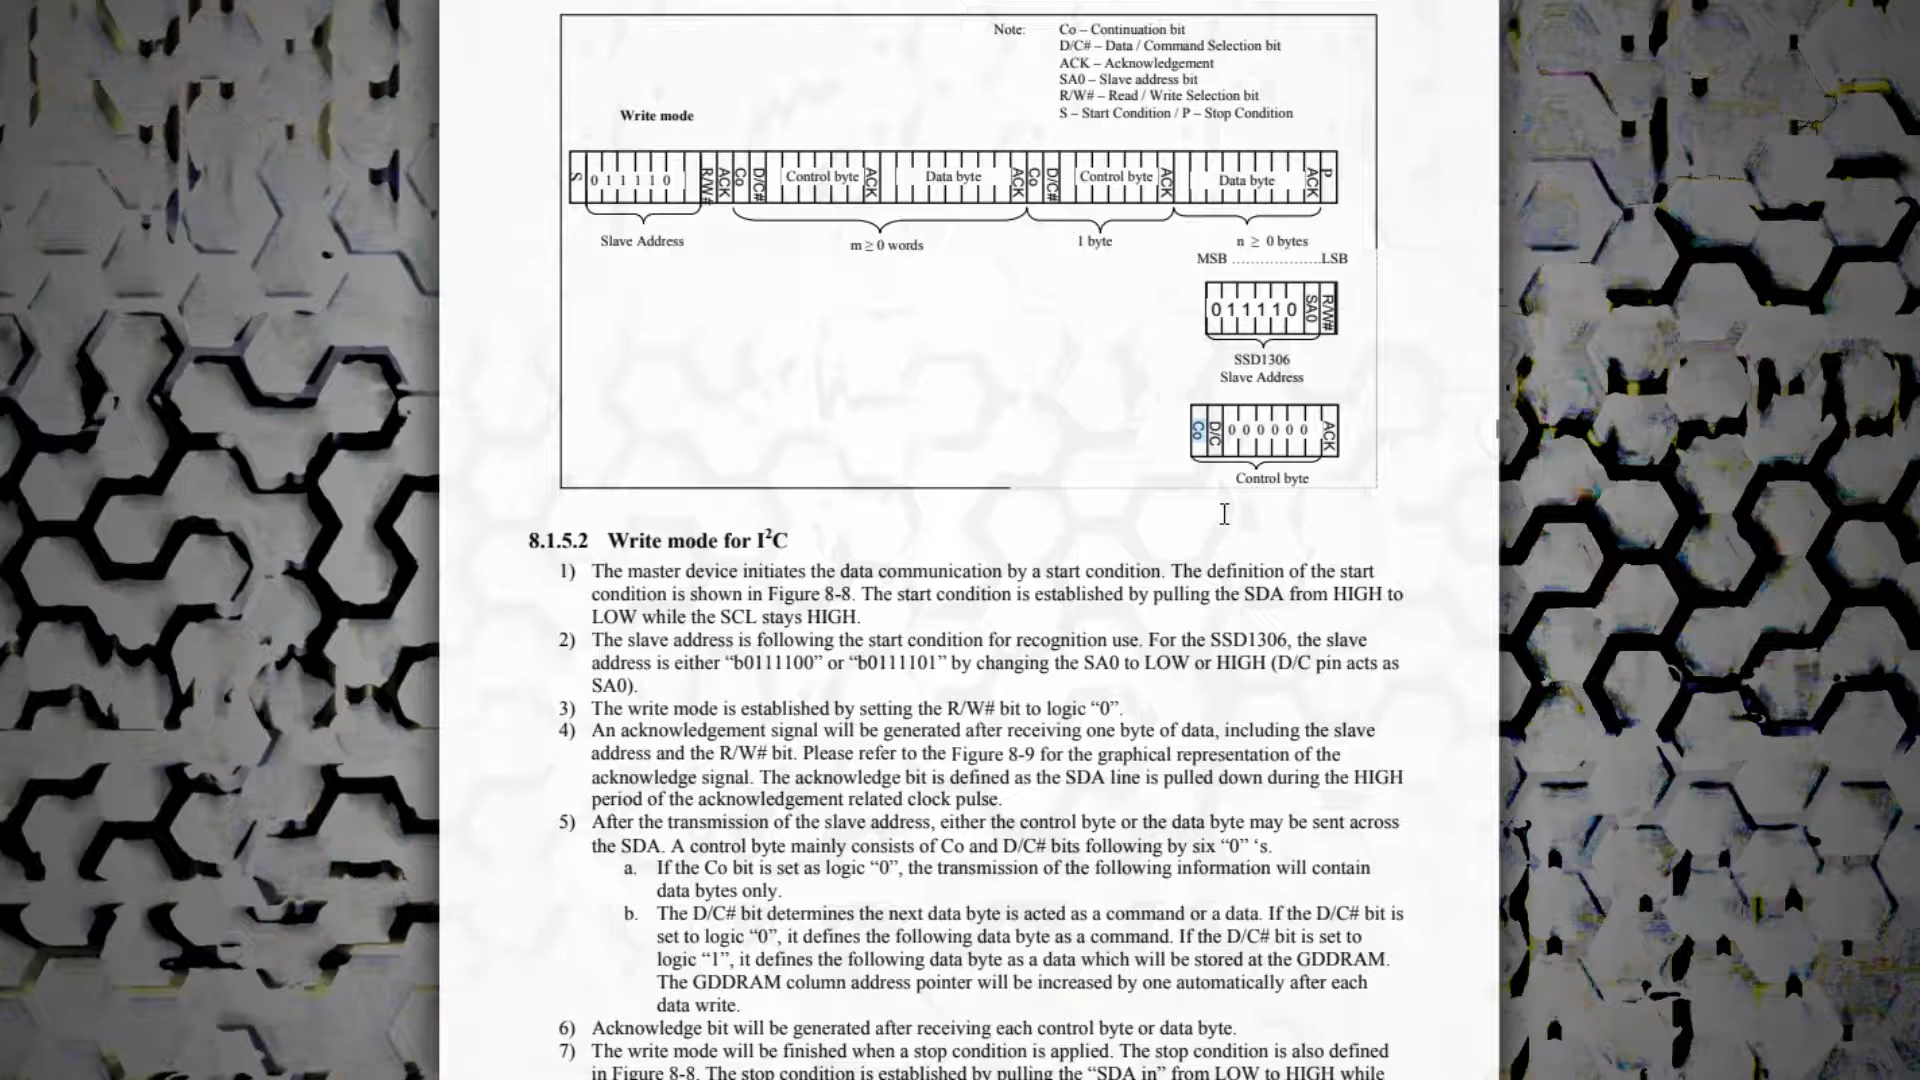 Note: Co – Continuation bit
D/C# – Data / Command Selection bit
ACK – Acknowledgement
SA0 – Slave address bit
R/W# – Read / Write Selection bit
S – Start Condition / P – Stop Condition
Write mode
S 0 1 1 1 1 0 R/W# ACK Co D/C# Control byte ACK Data byte ACK Co D/C# Control byte ACK Data byte ACK P
Slave Address m ≥ 0 words 1 byte n ≥ 0 bytes
MSB ....................LSB
0 1 1 1 1 0 SA0 R/W#
SSD1306
Slave Address
Co D/C 0 0 0 0 0 0 ACK
Control byte
8.1.5.2 Write mode for I²C
1) The master device initiates the data communication by a start condition. The definition of the start
condition is shown in Figure 8-8. The start condition is established by pulling the SDA from HIGH to
LOW while the SCL stays HIGH.
2) The slave address is following the start condition for recognition use. For the SSD1306, the slave
address is either “b0111100” or “b0111101” by changing the SA0 to LOW or HIGH (D/C pin acts as
SA0).
3) The write mode is established by setting the R/W# bit to logic “0”.
4) An acknowledgement signal will be generated after receiving one byte of data, including the slave
address and the R/W# bit. Please refer to the Figure 8-9 for the graphical representation of the
acknowledge signal. The acknowledge bit is defined as the SDA line is pulled down during the HIGH
period of the acknowledgement related clock pulse.
5) After the transmission of the slave address, either the control byte or the data byte may be sent across
the SDA. A control byte mainly consists of Co and D/C# bits following by six “0” ‘s.
a. If the Co bit is set as logic “0”, the transmission of the following information will contain
data bytes only.
b. The D/C# bit determines the next data byte is acted as a command or a data. If the D/C# bit is
set to logic “0”, it defines the following data byte as a command. If the D/C# bit is set to
logic “1”, it defines the following data byte as a data which will be stored at the GDDRAM.
The GDDRAM column address pointer will be increased by one automatically after each
data write.
6) Acknowledge bit will be generated after receiving each control byte or data byte.
7) The write mode will be finished when a stop condition is applied. The stop condition is also defined
in Figure 8-8. The stop condition is established by pulling the “SDA in” from LOW to HIGH while